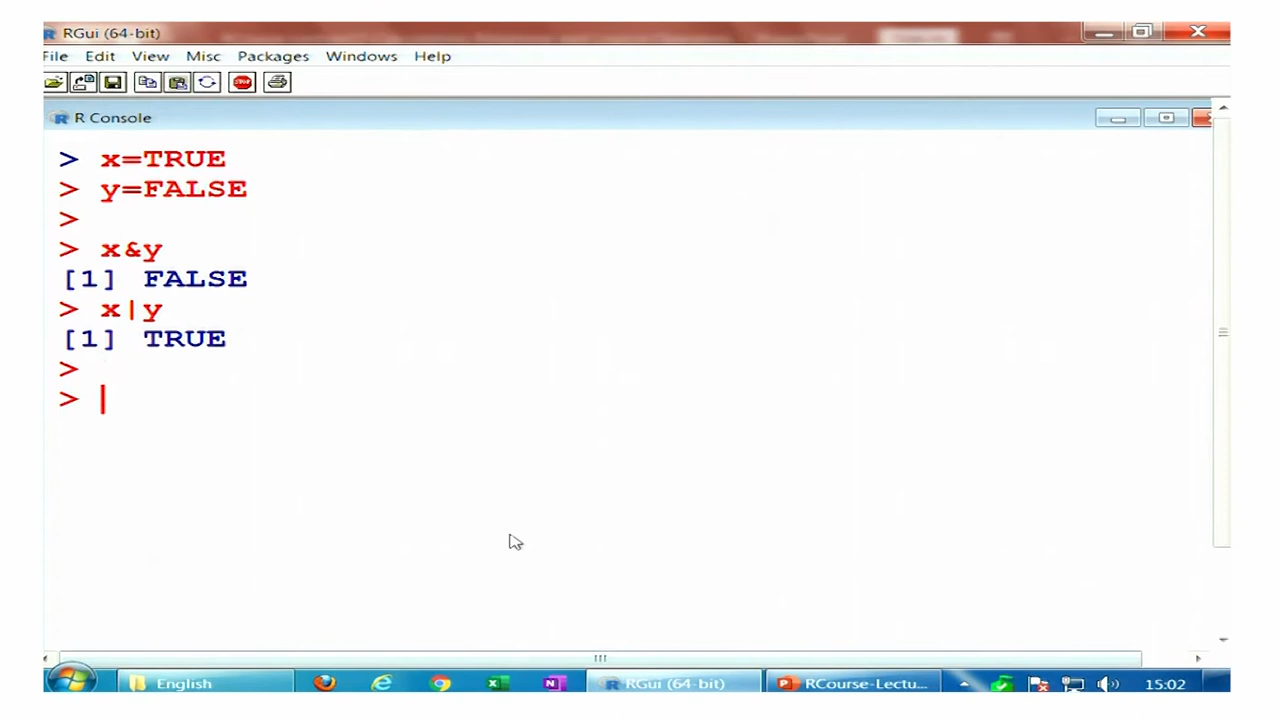 RGui (64-bit)
File Edit View Misc Packages Windows Help
STOP
R Console
> x=TRUE
> y=FALSE
>
> x&y
[1] FALSE
> x|y
[1] TRUE
>
>
English RGui (64-bit) RCourse-Lectu... 15:02